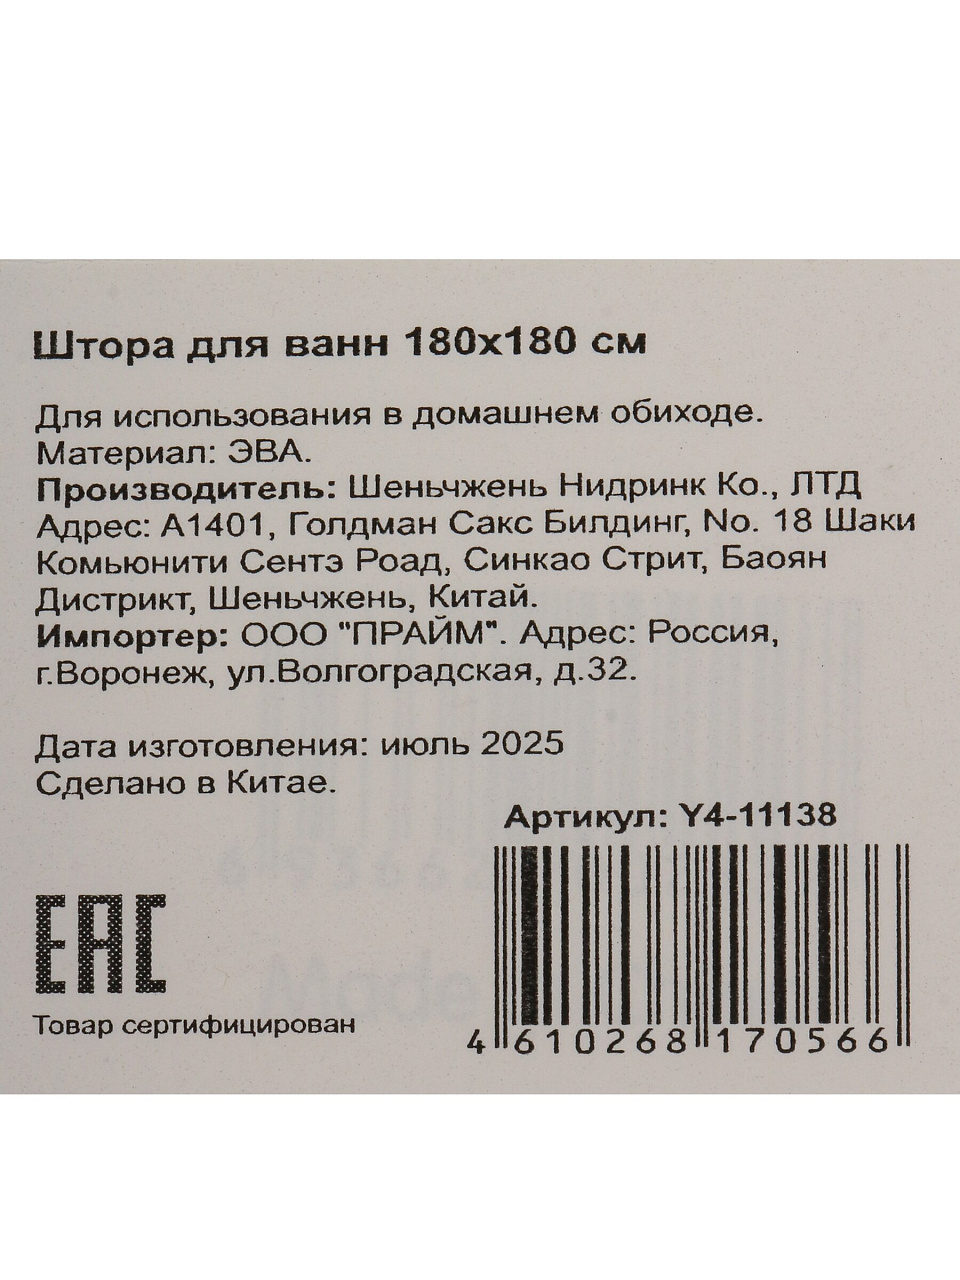 Штора для ванн 180х180 см
Для использования в домашнем обиходе.
Материал: ЭВА.
Производитель: Шеньчжень Нидринк Ко., ЛТД
Адрес: А1401, Голдман Сакс Билдинг, No. 18 Шаки
Комьюнити Сентэ Роад, Синкао Стрит, Баоян
Дистрикт, Шеньчжень, Китай.
Импортер: ООО "ПРАЙМ". Адрес: Россия,
г.Воронеж, ул.Волгоградская, д.32.
Дата изготовления: июль 2025
Сделано в Китае.
Артикул: Y4-11138
EAC
Товар сертифицирован
4 610268 170566